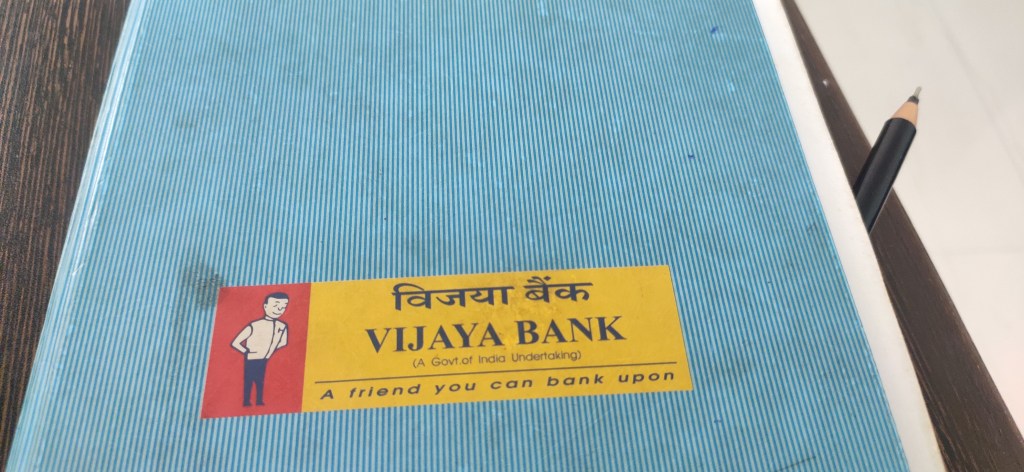 विजया बैंक
VIJAYA BANK
(A Govt.of India Undertaking)
A friend you can bank upon